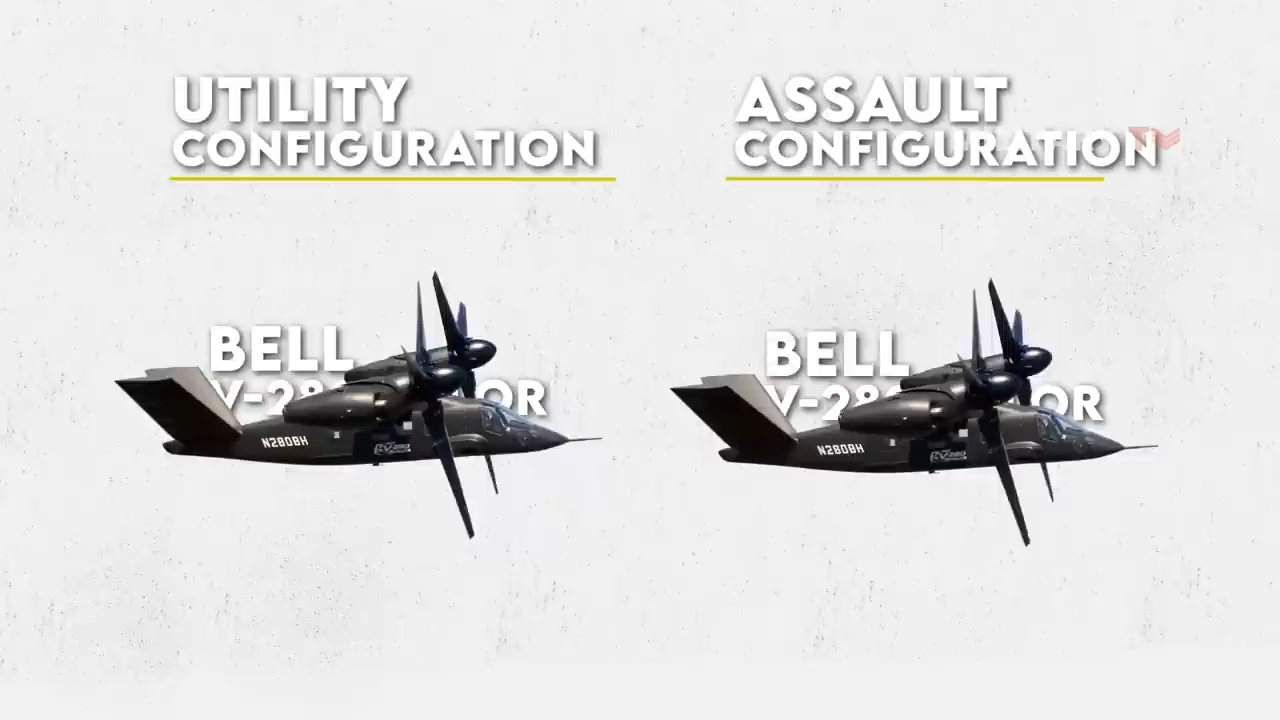 UTILITY
CONFIGURATION
ASSAULT
CONFIGURATION
BELL
BELL
N280BH
N280BH